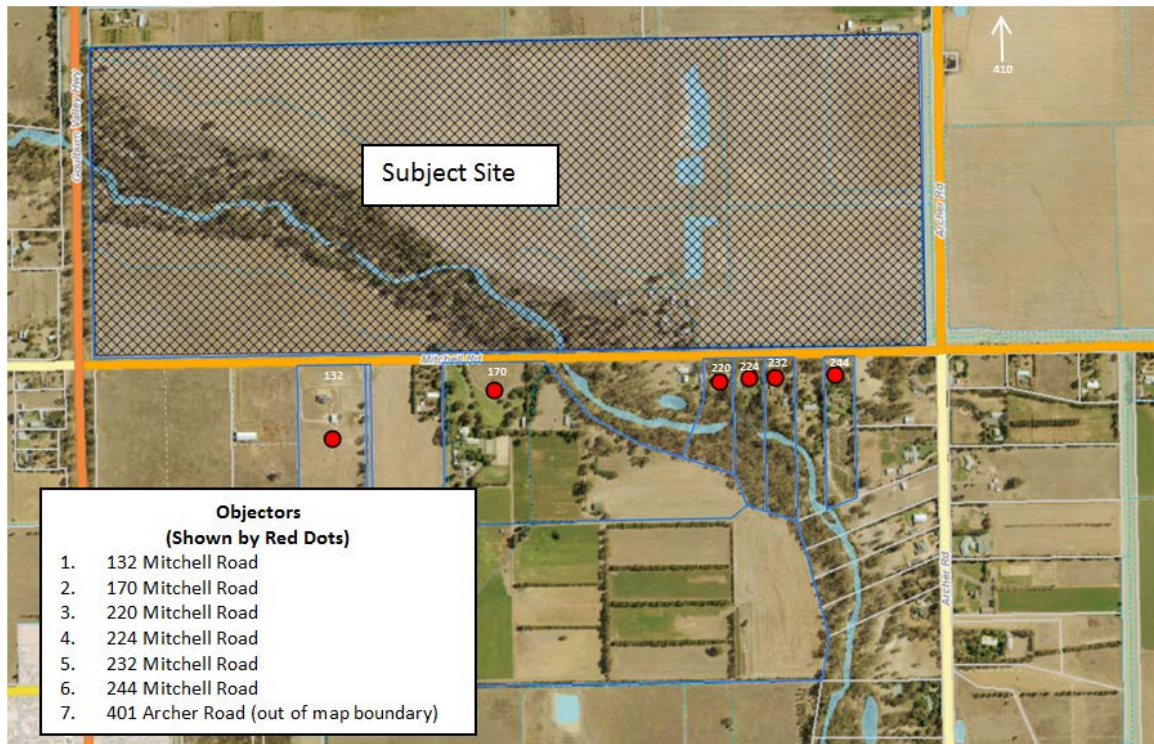 Goulburn Valley Hwy
Subject Site
410
Archer Rd
Mitchell Rd
132
170
220
224
232
244
Archer Rd
Objectors
(Shown by Red Dots)
1. 132 Mitchell Road
2. 170 Mitchell Road
3. 220 Mitchell Road
4. 224 Mitchell Road
5. 232 Mitchell Road
6. 244 Mitchell Road
7. 401 Archer Road (out of map boundary)